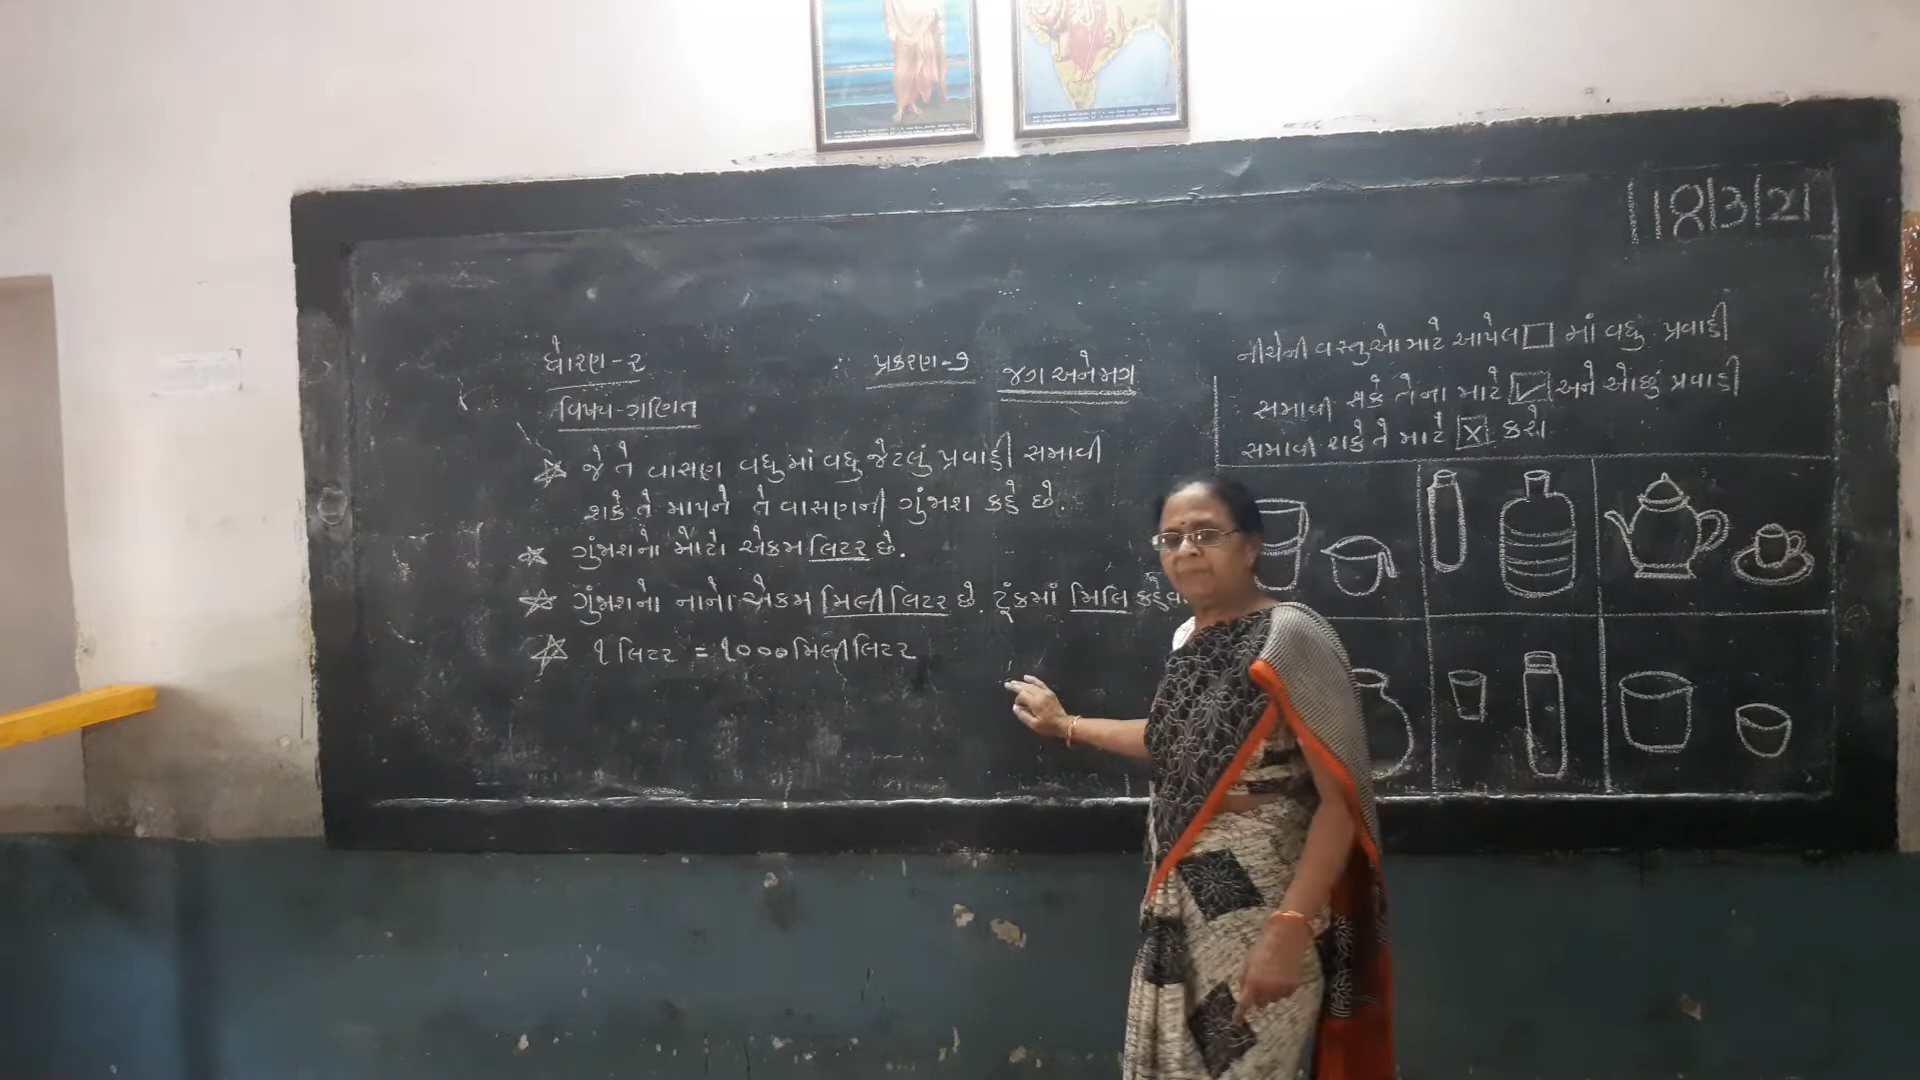 ૧૪|૩|૨૧
ધોરણ-૨
પ્રકરણ-૭
જગ અને મગ
વિષય-ગણિત
જે તે વાસણ વધુમાં વધુ જેટલું પ્રવાહી સમાવી
શકે તે માપને તે વાસણની ગુંજાશ કહે છે.
ગુંજાશનો મોટો એકમ લિટર છે.
ગુંજાશનો નાનો એકમ મિલીલિટર છે. ટૂંકમાં મિલિ
૧ લિટર = ૧૦૦૦ મિલીલિટર
નીચેની વસ્તુઓ માટે આપેલ □ માં વધુ પ્રવાહી
સમાવી શકે તેના માટે ✓ અને ઓછું પ્રવાહી
સમાવી શકે તે માટે X કરો.